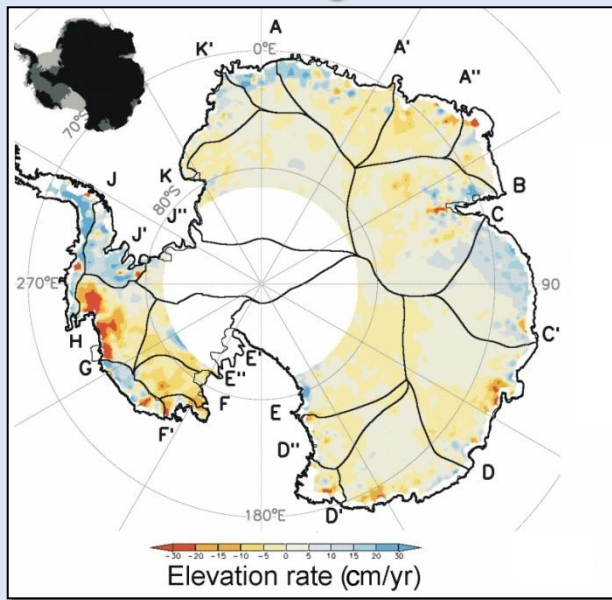 A
K' 0°E A'
A"
70°S
K
80°S
J
J"
B
J'
C
270°E
90
H
G
E'
C'
E"
F
E
F'
D"
D
D'
180°E
-30 -20 -15 -10 -5 0 5 10 15 20 30
Elevation rate (cm/yr)